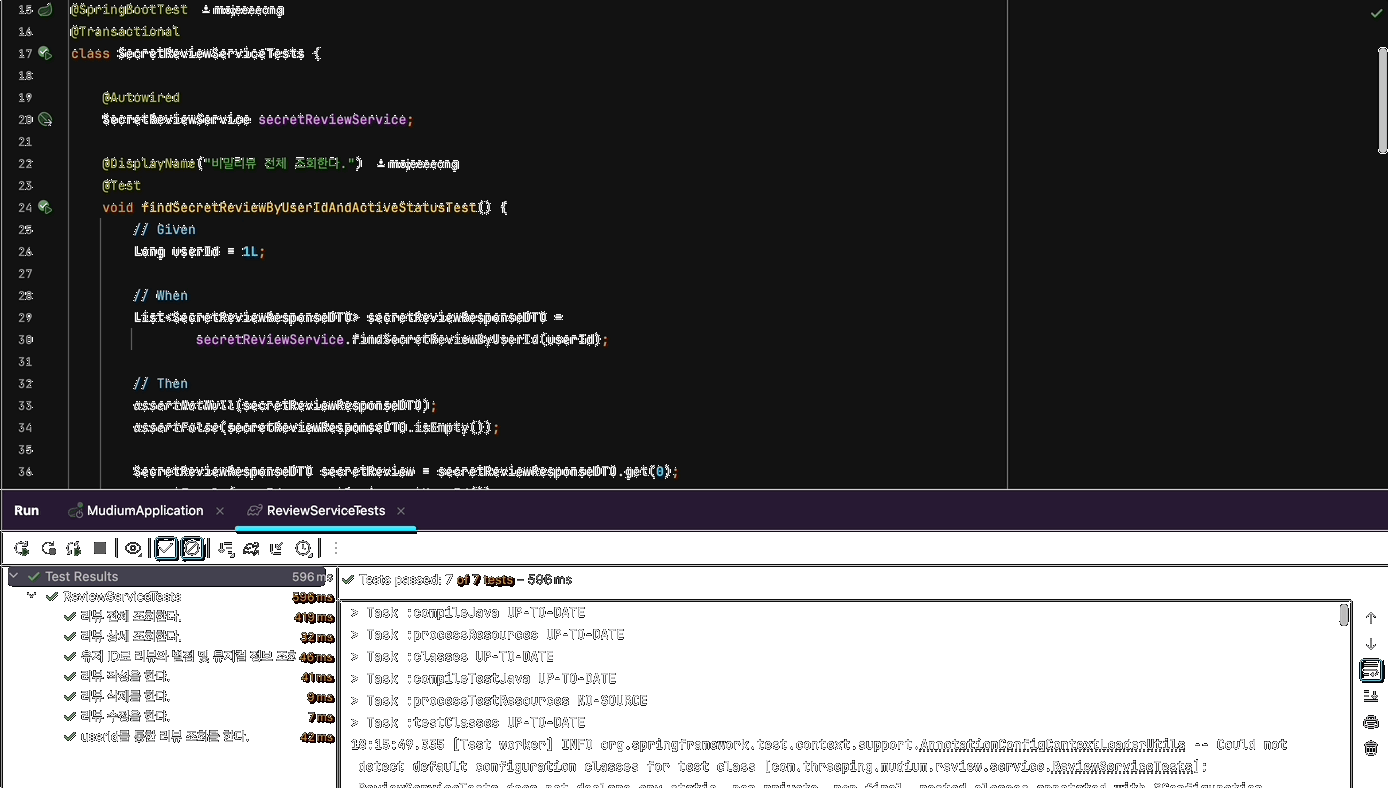 15 @SpringBootTest
16 @Transactional
17 class SecretReviewServiceTests {
18
19 @Autowired
20 SecretReviewService secretReviewService;
21
22 @DisplayName("비밀리뷰 전체 조회한다.")
23 @Test
24 void findSecretReviewByUserIdAndActiveStatusTest() {
25 // Given
26 Long userId = 1L;
27
28 // When
29 List<SecretReviewResponseDTO> secretReviewResponseDTO =
30 secretReviewService.findSecretReviewByUserId(userId);
31
32 // Then
33 assertNotNull(secretReviewResponseDTO);
34 assertFalse(secretReviewResponseDTO.isEmpty());
35
36 SecretReviewResponseDTO secretReview = secretReviewResponseDTO.get(0);
Run MudiumApplication × ReviewServiceTests ×
Test Results 596 ms
ReviewServiceTests 596 ms
리뷰 전체 조회한다. 419 ms
리뷰 상세 조회한다. 32 ms
유저 ID로 리뷰와 별점 및 뮤지컬 정보 조회 46 ms
리뷰 작성을 한다. 41 ms
리뷰 삭제를 한다. 9 ms
리뷰 수정을 한다. 7 ms
userId를 통한 리뷰 조회를 한다. 42 ms
Tests passed: 7 of 7 tests – 596 ms
> Task :compileJava UP-TO-DATE
> Task :processResources UP-TO-DATE
> Task :classes UP-TO-DATE
> Task :compileTestJava UP-TO-DATE
> Task :processTestResources NO-SOURCE
> Task :testClasses UP-TO-DATE
[Test worker] INFO org.springframework.test.context.support.AnnotationConfigContextLoaderUtils -- Could not
detect default configuration classes for test class [com.threeping.mudium.review.service.ReviewServiceTests]: